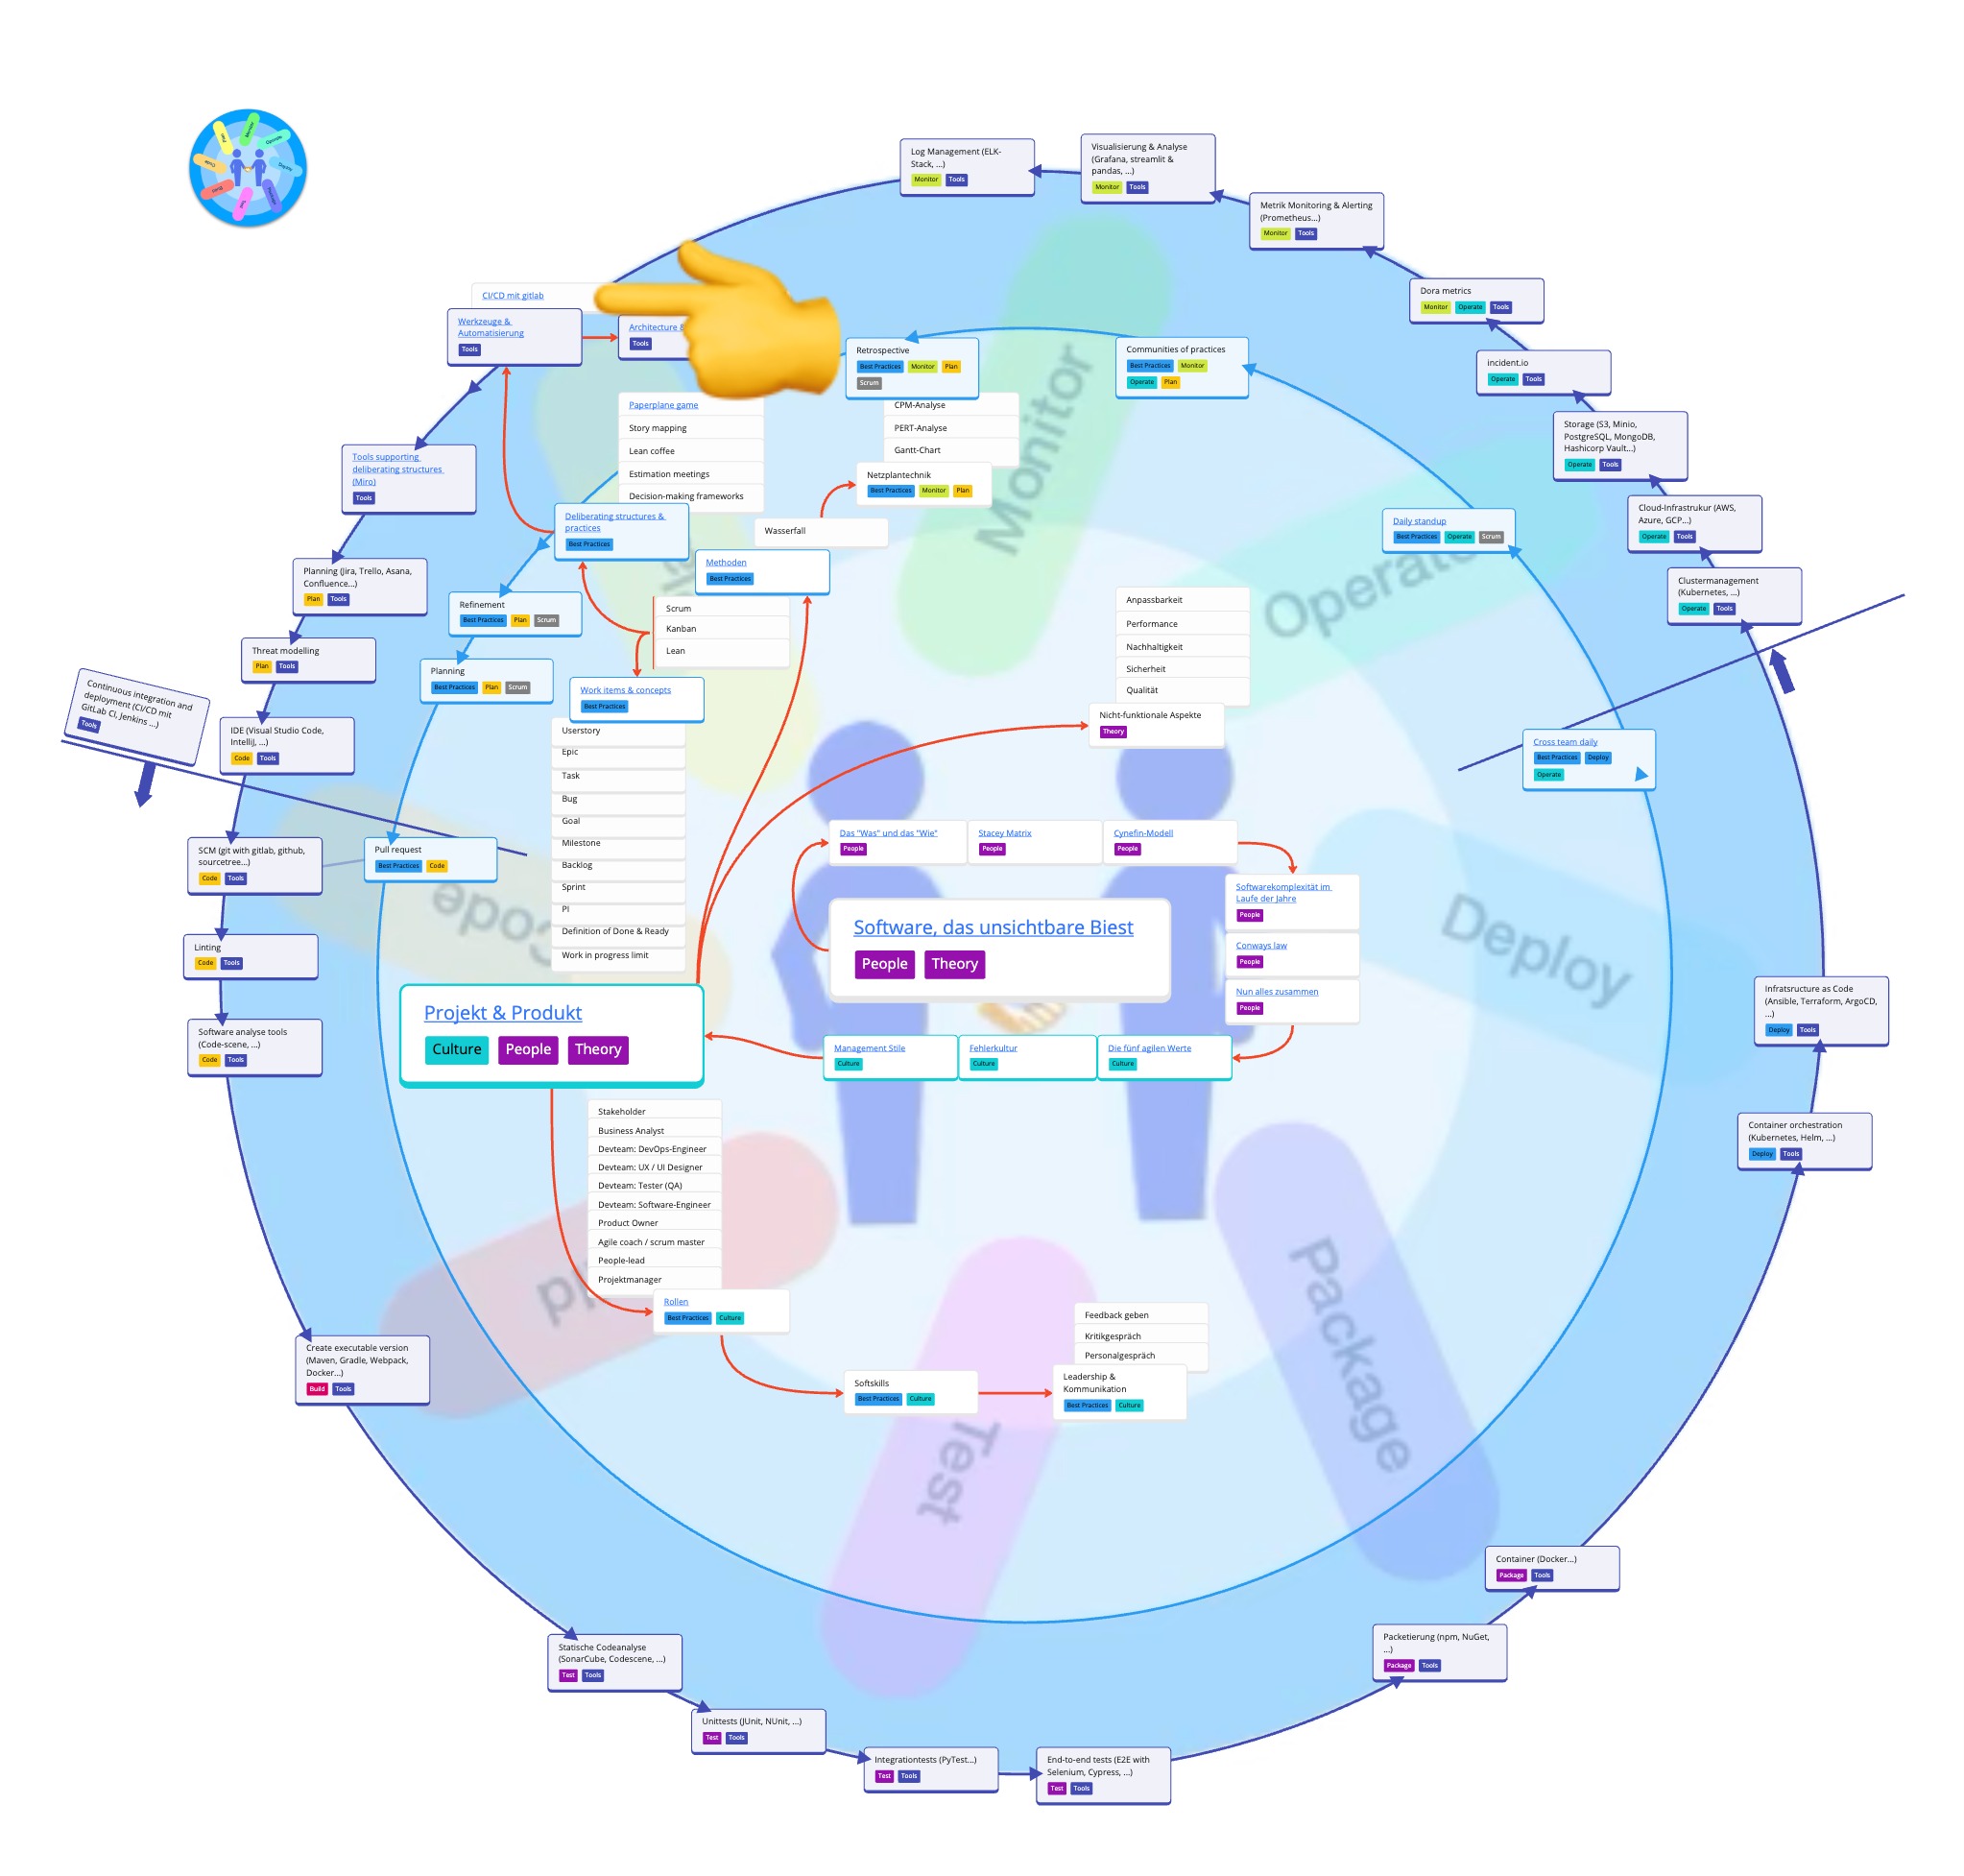 Log Management (ELK-
Stack, ...)
Monitor Tools
Visualisierung & Analyse
(Grafana, streamlit &
pandas, ...)
Monitor Tools
Metrik Monitoring & Alerting
(Prometheus...)
Monitor Tools
Dora metrics
Monitor Operate Tools
incident.io
Operate Tools
Storage (S3, Minio,
PostgreSQL, MongoDB,
Hashicorp Vault...)
Operate Tools
Cloud-Infrastrukur (AWS,
Azure, GCP...)
Operate Tools
Clustermanagement
(Kubernetes, ...)
Operate Tools
CI/CD mit gitlab
Werkzeuge &
Automatisierung
Tools
Architecture &
Tools
Retrospective
Best Practices Monitor Plan
Scrum
Communities of practices
Best Practices Monitor
Operate Plan
Paperplane game
Story mapping
Lean coffee
Estimation meetings
Decision-making frameworks
CPM-Analyse
PERT-Analyse
Gantt-Chart
Netzplantechnik
Best Practices Monitor Plan
Wasserfall
Tools supporting
deliberating structures
(Miro)
Tools
Deliberating structures &
practices
Best Practices
Methoden
Best Practices
Daily standup
Best Practices Operate Scrum
Planning (Jira, Trello, Asana,
Confluence...)
Plan Tools
Refinement
Best Practices Plan Scrum
Scrum
Kanban
Lean
Anpassbarkeit
Performance
Nachhaltigkeit
Sicherheit
Qualität
Nicht-funktionale Aspekte
Theory
Threat modelling
Plan Tools
Planning
Best Practices Plan Scrum
Work items & concepts
Best Practices
Continuous integration and
deployment (CI/CD mit
GitLab CI, Jenkins ...)
Tools
IDE (Visual Studio Code,
Intellij, ...)
Code Tools
Userstory
Epic
Task
Bug
Goal
Milestone
Backlog
Sprint
PI
Definition of Done & Ready
Work in progress limit
Cross team daily
Best Practices Deploy
Operate
SCM (git with gitlab, github,
sourcetree...)
Code Tools
Pull request
Best Practices Code
Das "Was" und das "Wie"
People
Stacey Matrix
People
Cynefin-Modell
People
Softwarekomplexität im
Laufe der Jahre
People
Conways law
People
Nun alles zusammen
People
Software, das unsichtbare Biest
People Theory
Linting
Code Tools
Software analyse tools
(Code-scene, ...)
Code Tools
Projekt & Produkt
Culture People Theory
Management Stile
Culture
Fehlerkultur
Culture
Die fünf agilen Werte
Culture
Infratsructure as Code
(Ansible, Terraform, ArgoCD,
...)
Deploy Tools
Container orchestration
(Kubernetes, Helm, ...)
Deploy Tools
Stakeholder
Business Analyst
Devteam: DevOps-Engineer
Devteam: UX / UI Designer
Devteam: Tester (QA)
Devteam: Software-Engineer
Product Owner
Agile coach / scrum master
People-lead
Projektmanager
Rollen
Best Practices Culture
Softskills
Best Practices Culture
Feedback geben
Kritikgespräch
Personalgespräch
Leadership &
Kommunikation
Best Practices Culture
Create executable version
(Maven, Gradle, Webpack,
Docker...)
Build Tools
Statische Codeanalyse
(SonarCube, Codescene, ...)
Test Tools
Unittests (JUnit, NUnit, ...)
Test Tools
Integrationtests (PyTest...)
Test Tools
End-to-end tests (E2E with
Selenium, Cypress, ...)
Test Tools
Packetierung (npm, NuGet,
...)
Package Tools
Container (Docker...)
Package Tools
Monitor
Operate
Deploy
Package
Test
Code